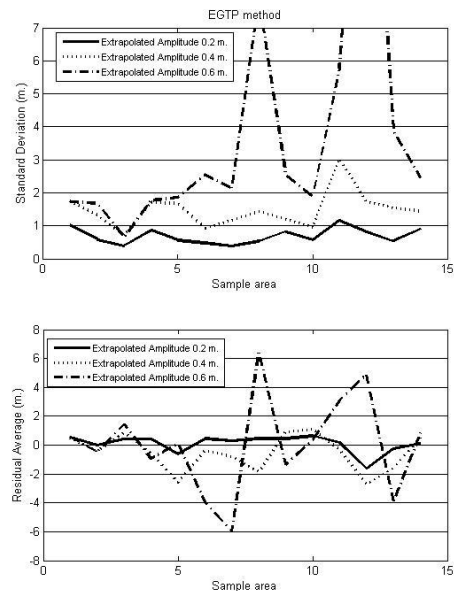 EGTP method
7
6
5
4
3
2
1
0
Standard Deviation (m.)
Extrapolated Amplitude 0.2 m.
Extrapolated Amplitude 0.4 m.
Extrapolated Amplitude 0.6 m.
0
5
10
15
Sample area
8
6
4
2
0
-2
-4
-6
-8
Residual Average (m.)
Extrapolated Amplitude 0.2 m.
Extrapolated Amplitude 0.4 m.
Extrapolated Amplitude 0.6 m.
0
5
10
15
Sample area